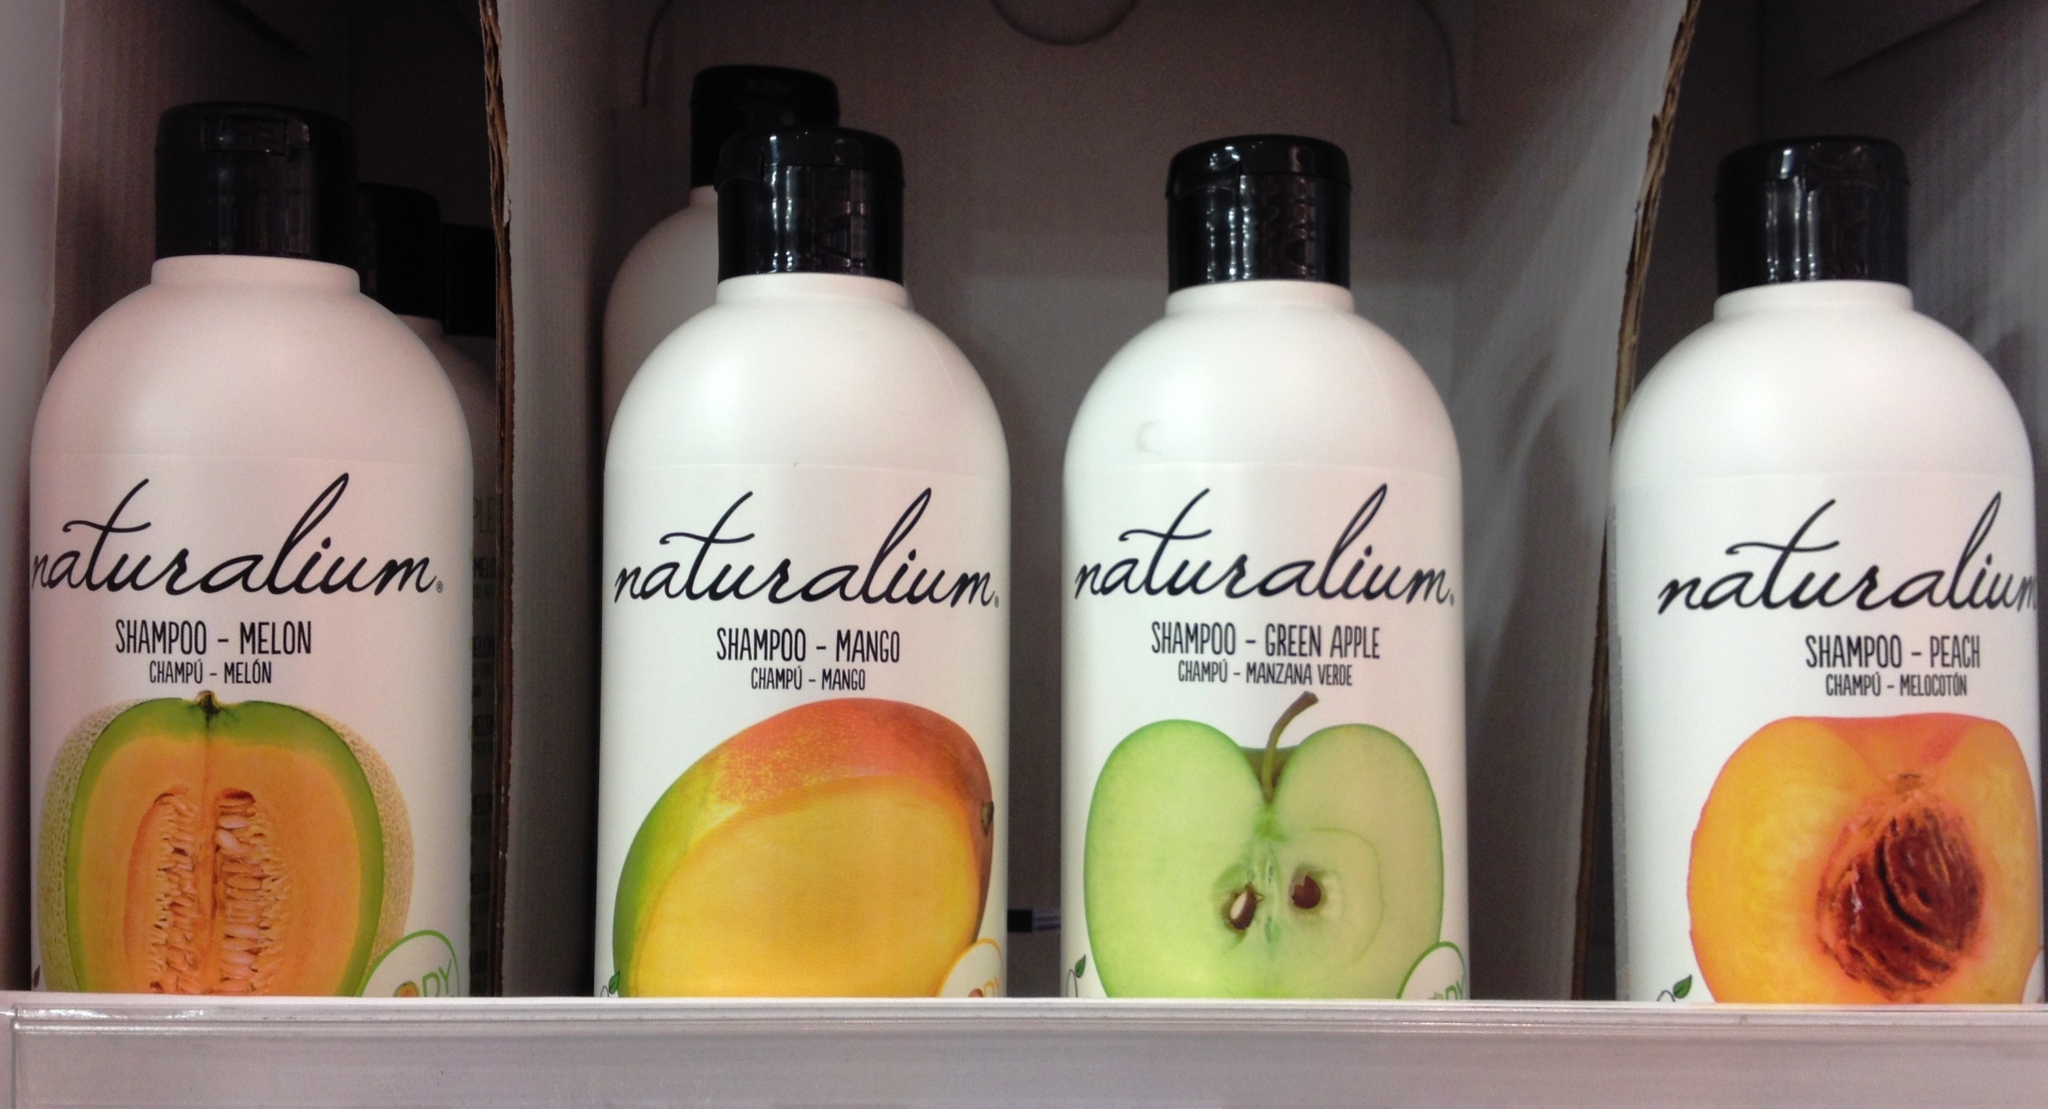 naturalium®
SHAMPOO - MELON
CHAMPÚ - MELÓN
naturalium®
SHAMPOO - MANGO
CHAMPÚ - MANGO
naturalium®
SHAMPOO - GREEN APPLE
CHAMPÚ - MANZANA VERDE
naturalium
SHAMPOO - PEACH
CHAMPÚ - MELOCOTÓN